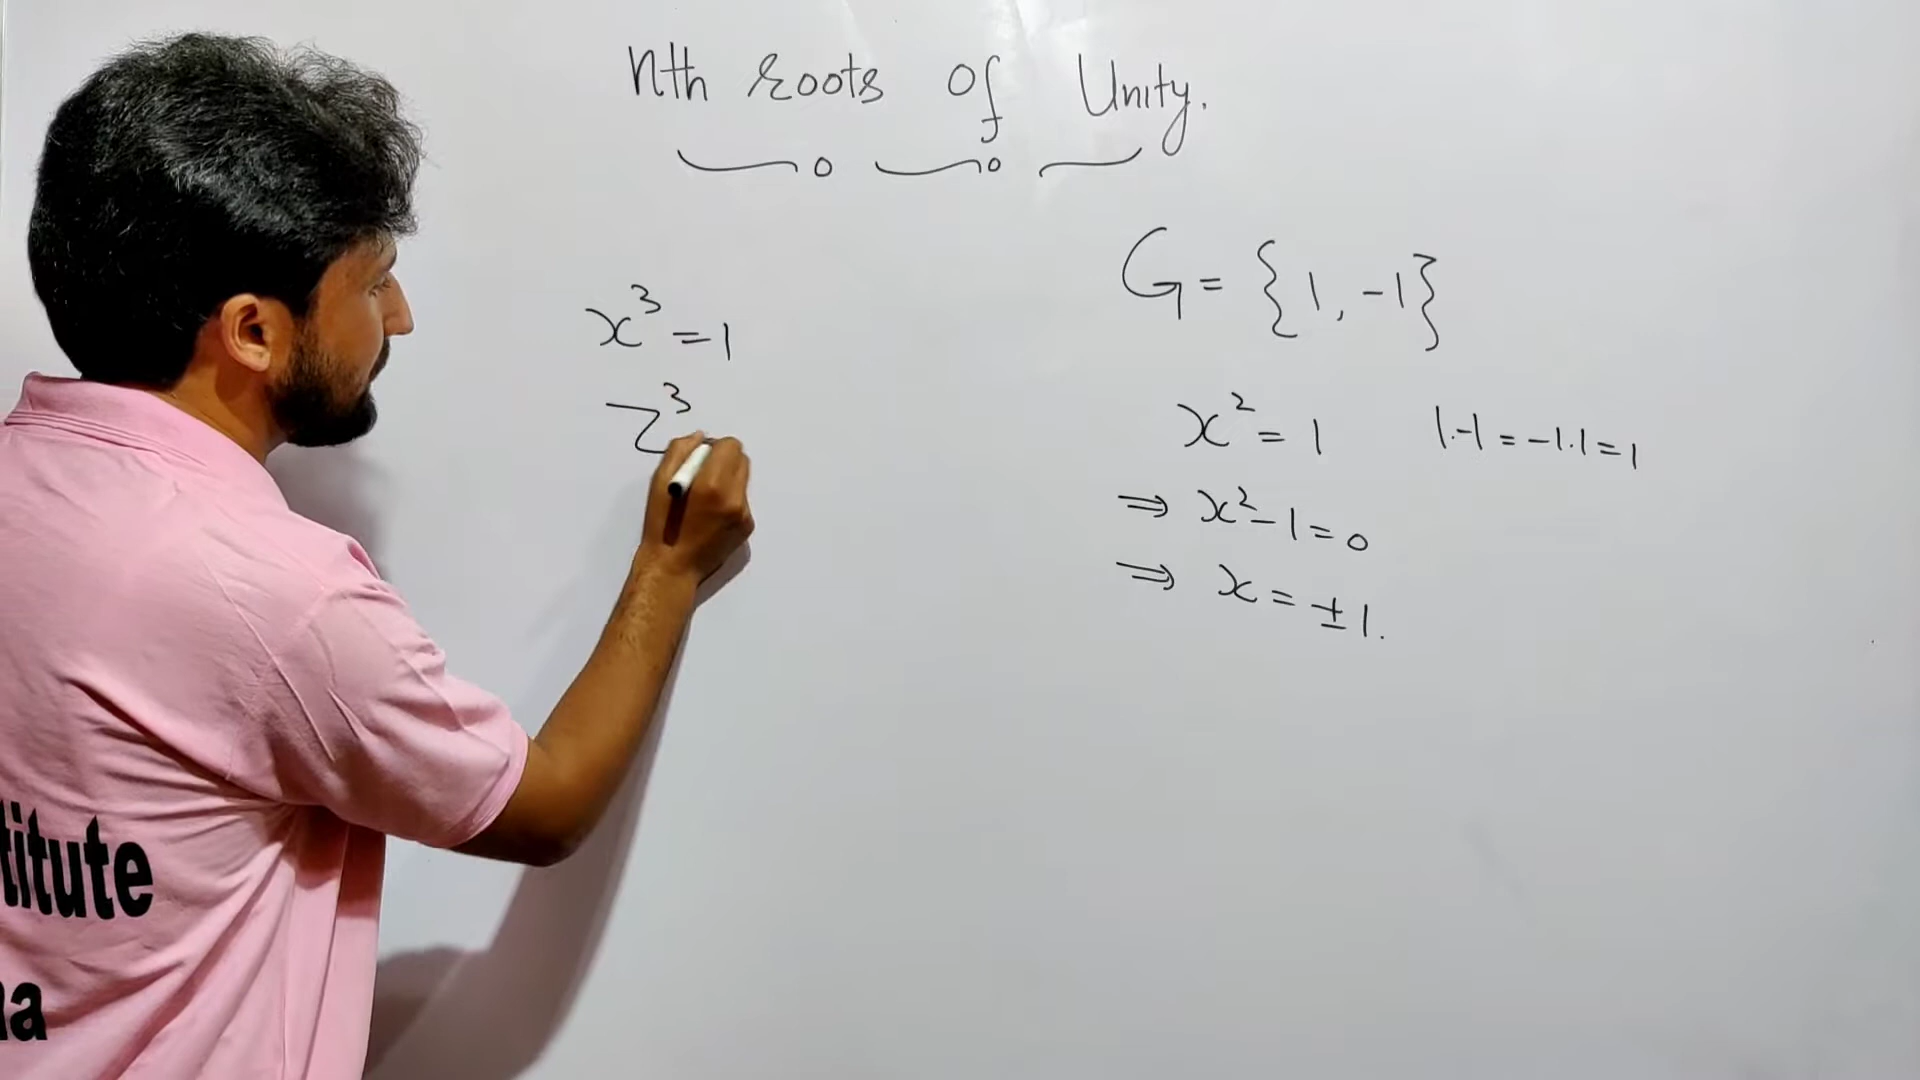 nth roots of Unity.
x³ = 1
z³
G = {1, -1}
x² = 1    1.-1 = -1.1 = 1
⇒ x² - 1 = 0
⇒ x = ± 1.
titute
na